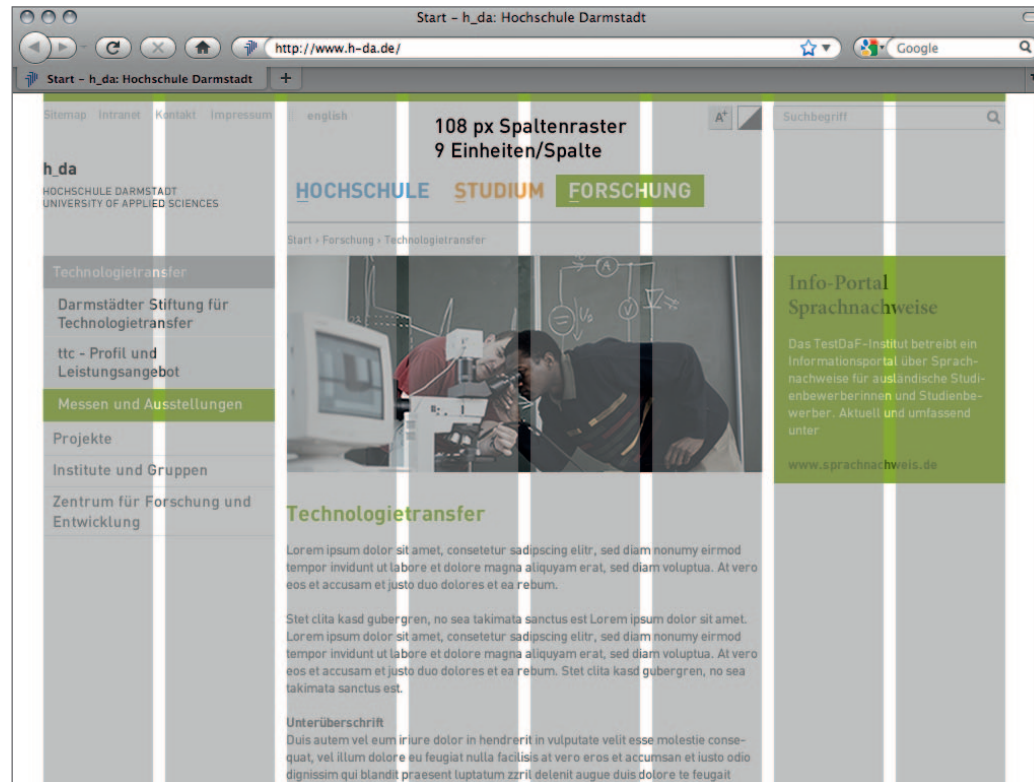 Start – h_da: Hochschule Darmstadt
http://www.h-da.de/
Google
Start – h_da: Hochschule Darmstadt
+
Sitemap Intranet Kontakt Impressum
english
A+
Suchbegriff
108 px Spaltenraster
9 Einheiten/Spalte
h_da
HOCHSCHULE DARMSTADT
UNIVERSITY OF APPLIED SCIENCES
HOCHSCHULE STUDIUM FORSCHUNG
Start › Forschung › Technologietransfer
Technologietransfer
Darmstädter Stiftung für
Technologietransfer
ttc - Profil und
Leistungsangebot
Messen und Ausstellungen
Projekte
Institute und Gruppen
Zentrum für Forschung und
Entwicklung
A
V
Info-Portal
Sprachnachweise
Das TestDaF-Institut betreibt ein
Informationsportal über Sprach-
nachweise für ausländische Studi-
enbewerberinnen und Studienbe-
werber. Aktuell und umfassend
unter
www.sprachnachweis.de
Technologietransfer
Lorem ipsum dolor sit amet, consetetur sadipscing elitr, sed diam nonumy eirmod
tempor invidunt ut labore et dolore magna aliquyam erat, sed diam voluptua. At vero
eos et accusam et justo duo dolores et ea rebum.
Stet clita kasd gubergren, no sea takimata sanctus est Lorem ipsum dolor sit amet.
Lorem ipsum dolor sit amet, consetetur sadipscing elitr, sed diam nonumy eirmod
tempor invidunt ut labore et dolore magna aliquyam erat, sed diam voluptua. At vero
eos et accusam et justo duo dolores et ea rebum. Stet clita kasd gubergren, no sea
takimata sanctus est.
Unterüberschrift
Duis autem vel eum iriure dolor in hendrerit in vulputate velit esse molestie conse-
quat, vel illum dolore eu feugiat nulla facilisis at vero eros et accumsan et iusto odio
dignissim qui blandit praesent luptatum zzril delenit augue duis dolore te feugait